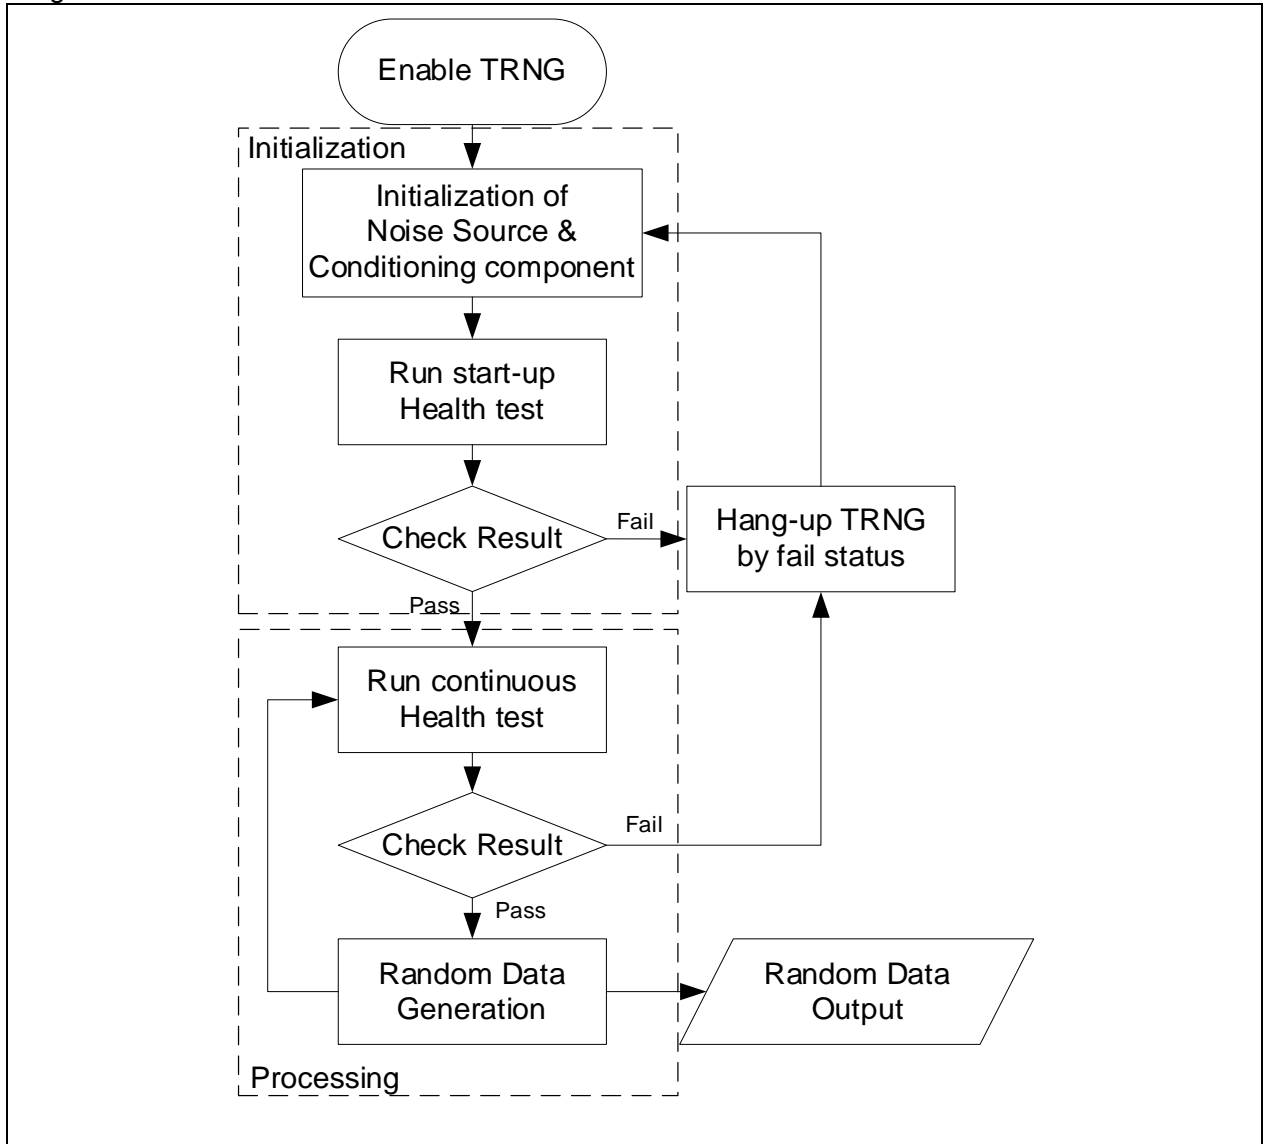 Enable TRNG
Initialization
Initialization of
Noise Source &
Conditioning component
Run start-up
Health test
Check Result
Fail
Hang-up TRNG
by fail status
Pass
Run continuous
Health test
Check Result
Fail
Pass
Random Data
Generation
Random Data
Output
Processing